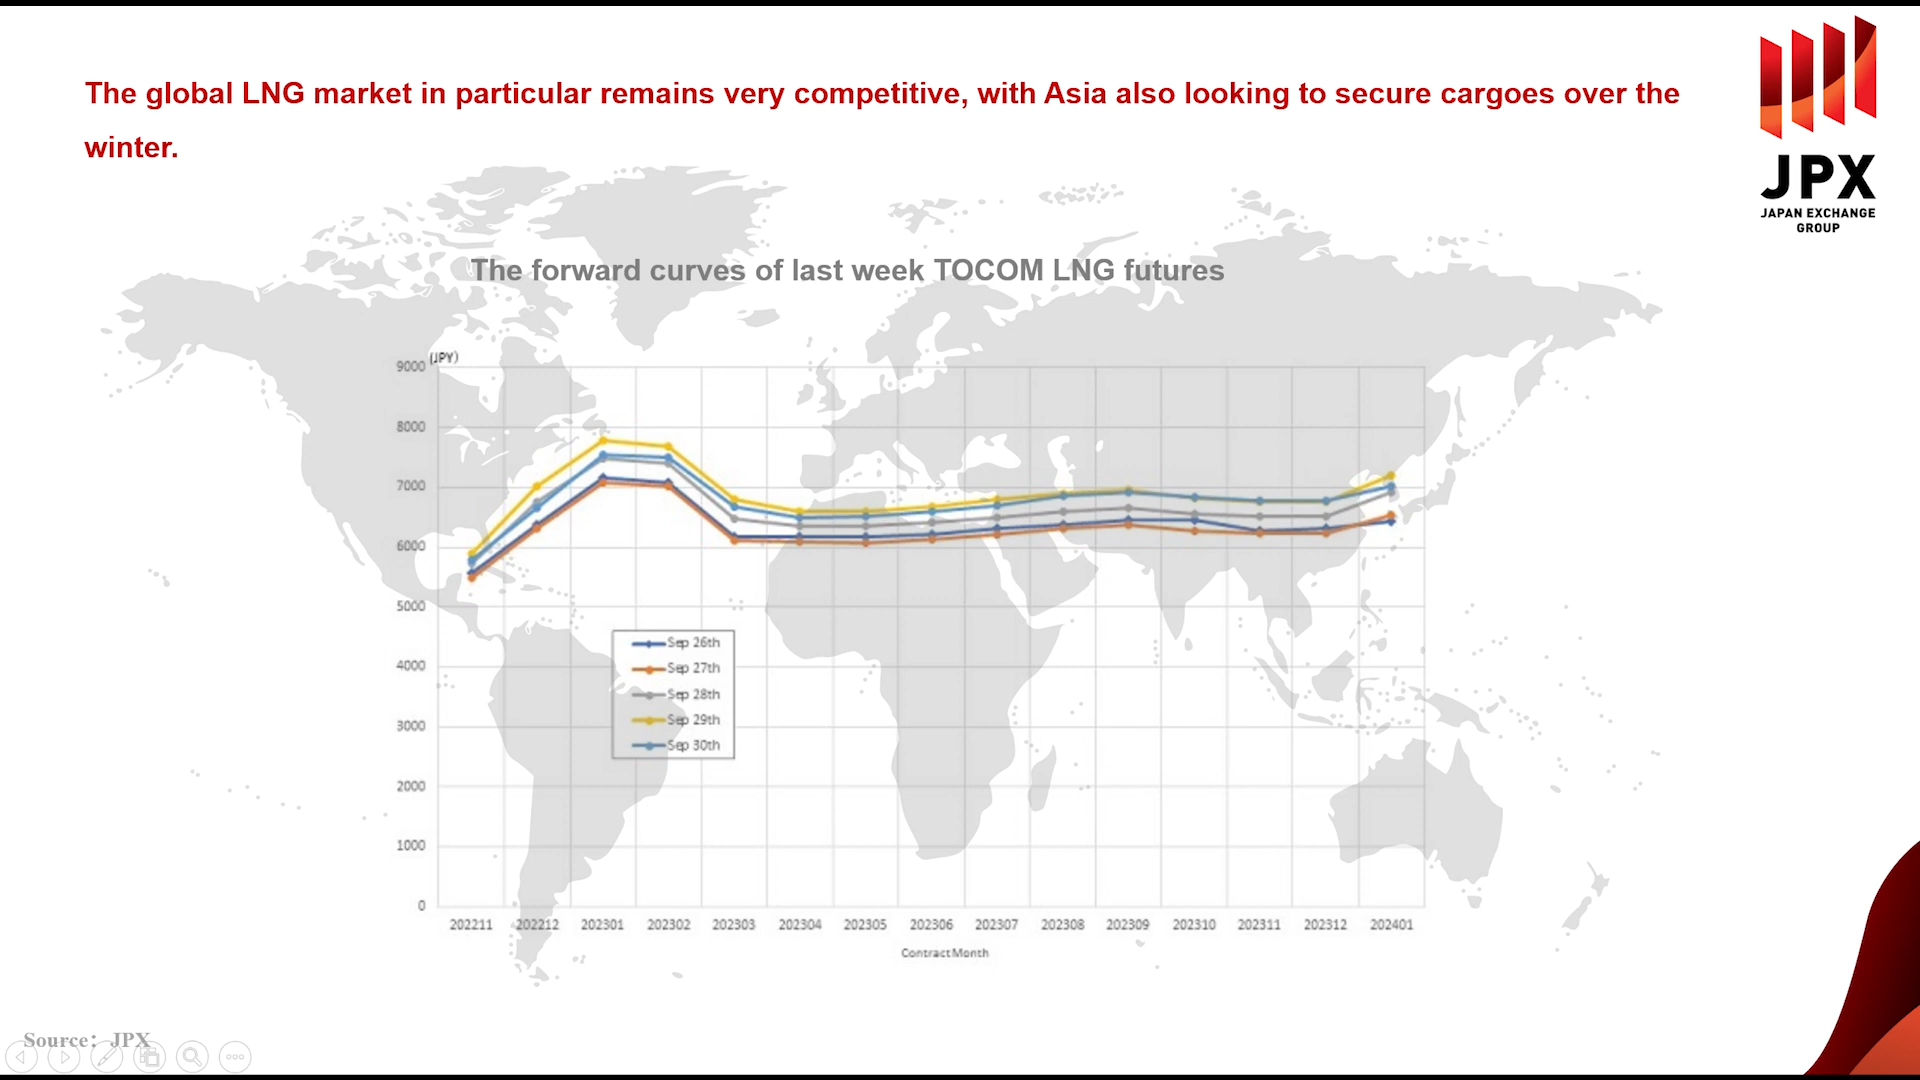 The global LNG market in particular remains very competitive, with Asia also looking to secure cargoes over the
winter.
JPX
JAPAN EXCHANGE
GROUP
The forward curves of last week TOCOM LNG futures
(JPY)
9000
8000
7000
6000
5000
4000
3000
2000
1000
0
Sep 26th
Sep 27th
Sep 28th
Sep 29th
Sep 30th
202211 202212 202301 202302 202303 202304 202305 202306 202307 202308 202309 202310 202311 202312 202401
Contract Month
Source： JPX